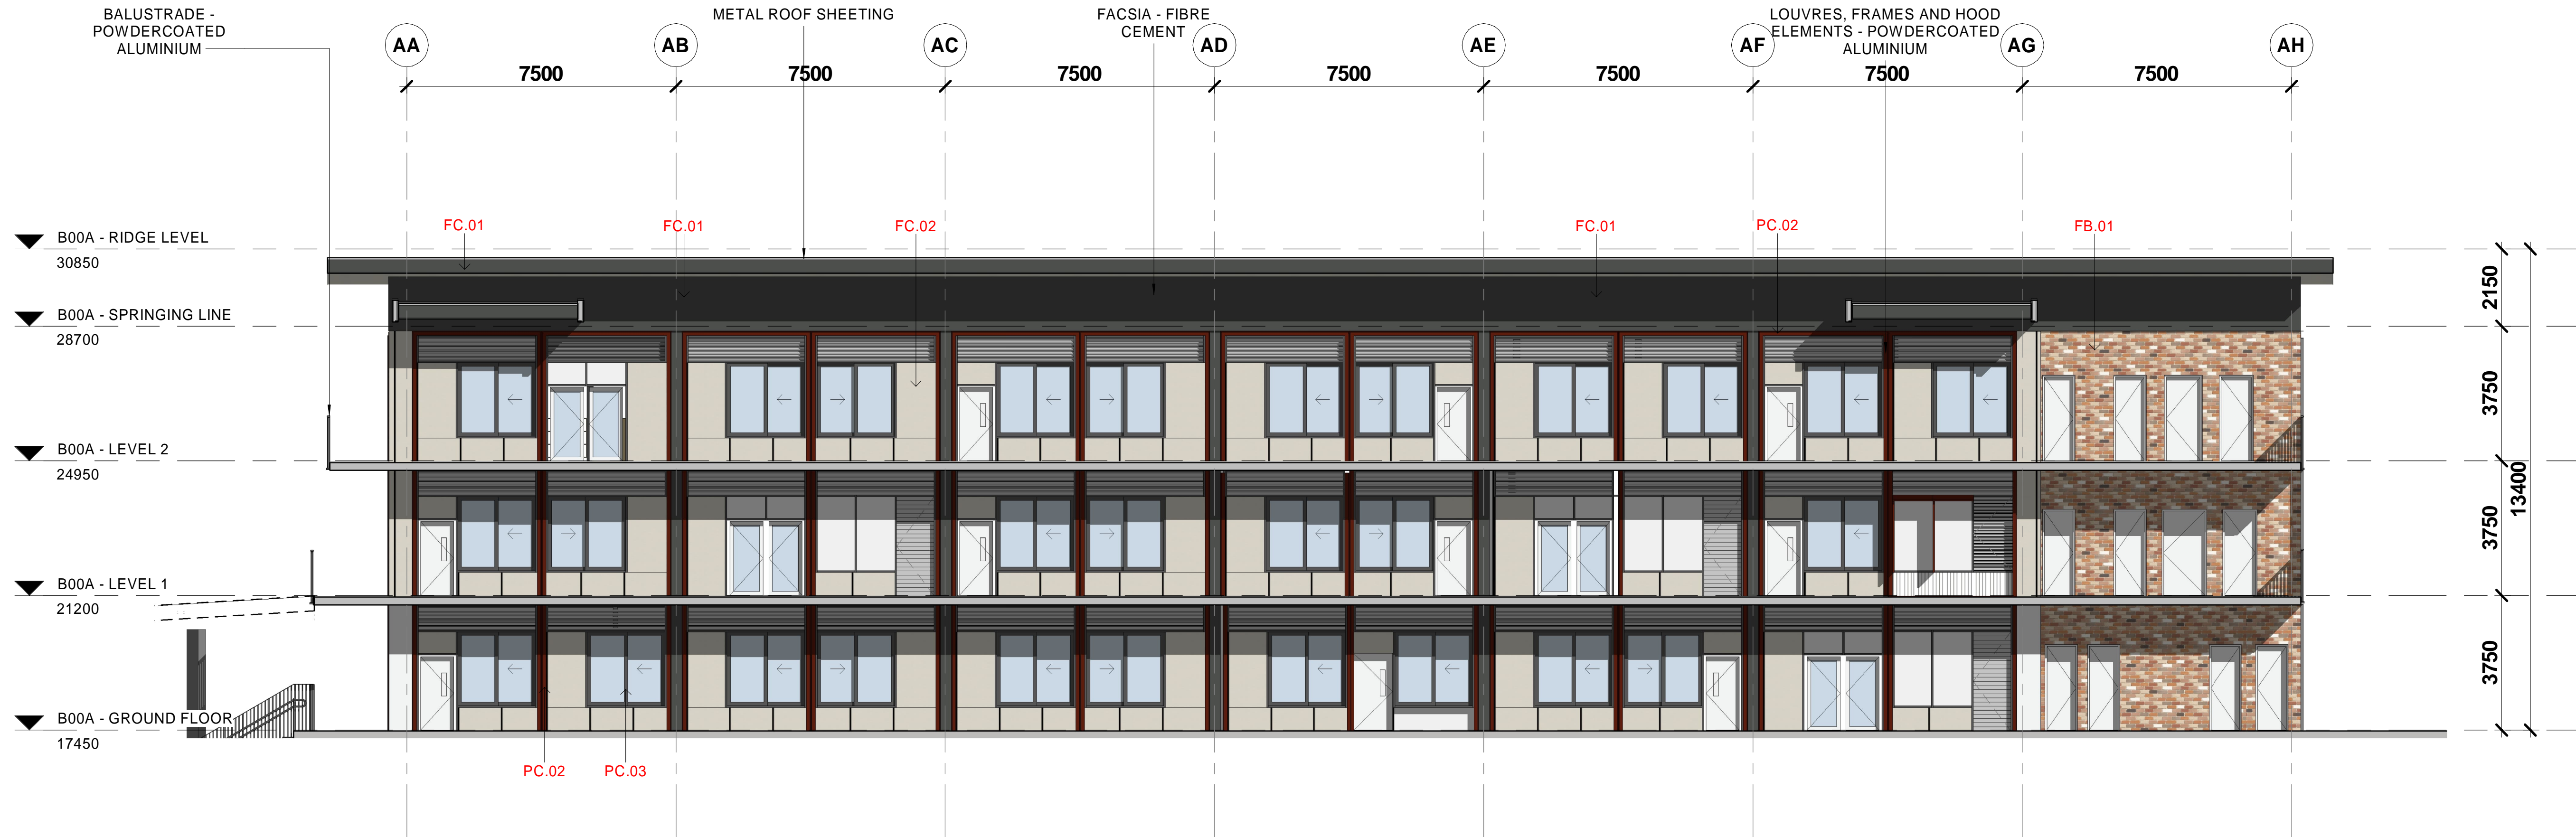 BALUSTRADE -
POWDERCOATED
ALUMINIUM
METAL ROOF SHEETING
FACSIA - FIBRE
CEMENT
LOUVRES, FRAMES AND HOOD
ELEMENTS - POWDERCOATED
ALUMINIUM
AA
AB
AC
AD
AE
AF
AG
AH
7500
7500
7500
7500
7500
7500
7500
FC.01
FC.01
FC.02
FC.01
PC.02
FB.01
B00A - RIDGE LEVEL
30850
B00A - SPRINGING LINE
28700
B00A - LEVEL 2
24950
B00A - LEVEL 1
21200
B00A - GROUND FLOOR
17450
2150
3750
3750
3750
13400
PC.02
PC.03